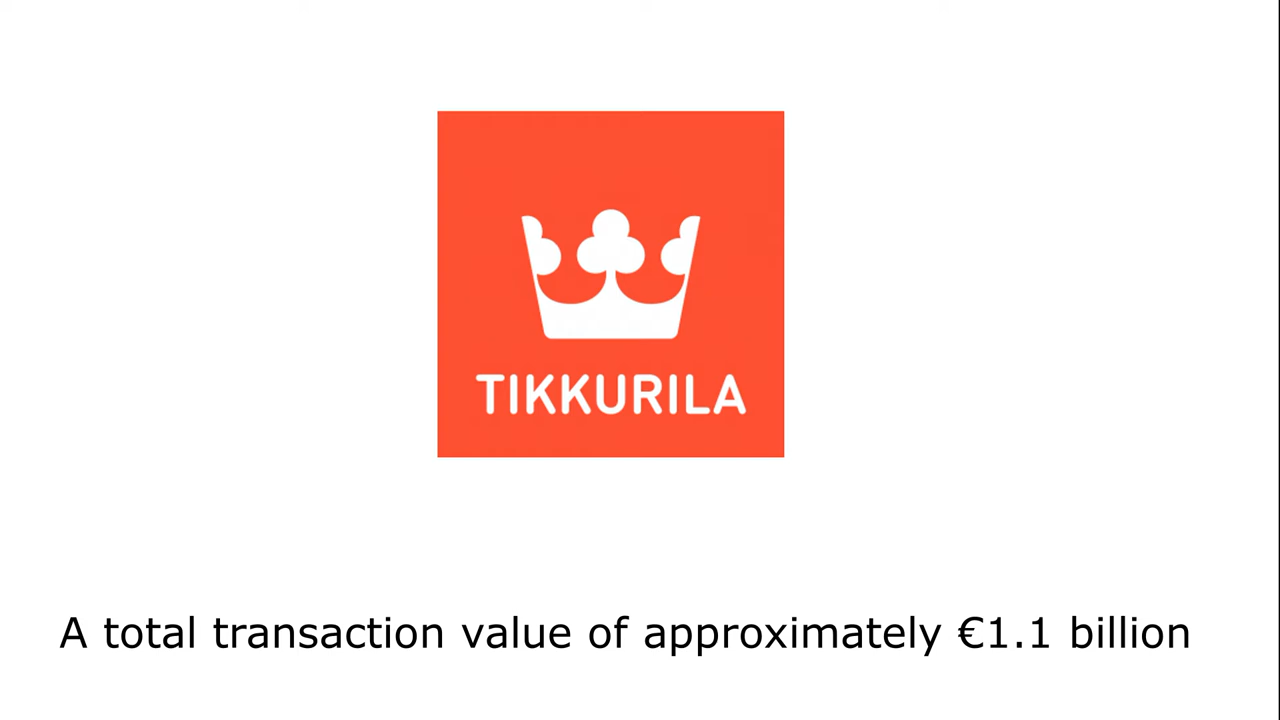 TIKKURILA
A total transaction value of approximately €1.1 billion